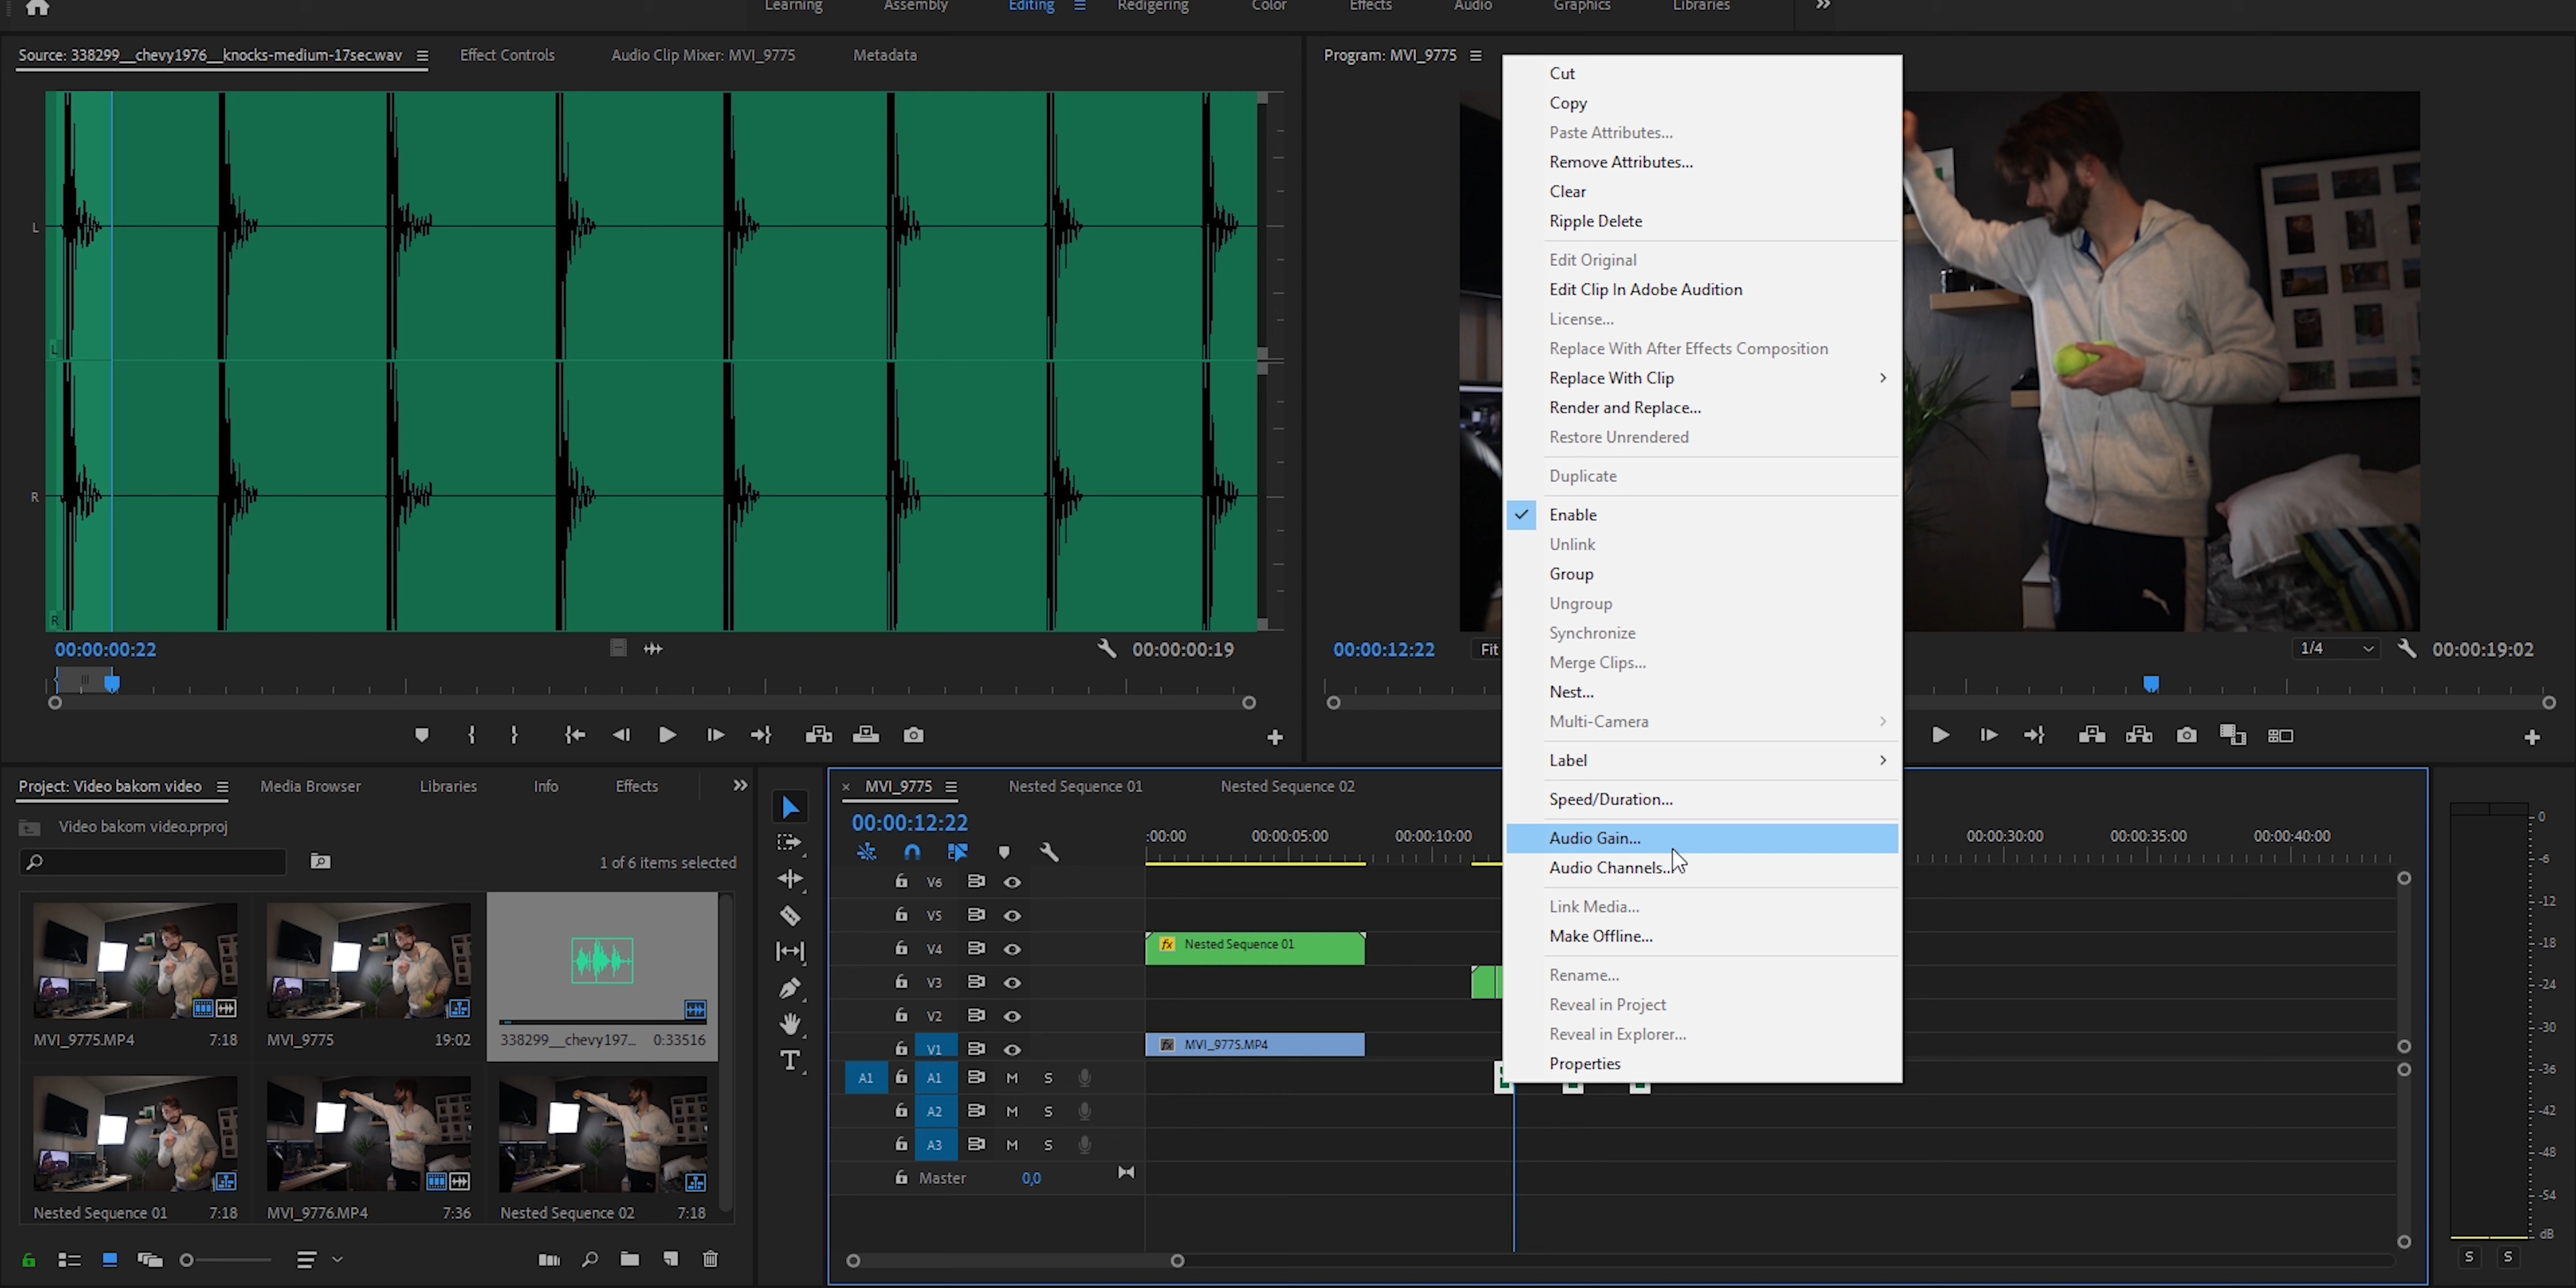 Learning Assembly Editing Redigering Color Effects Audio Graphics Libraries
Source: 338299__chevy1976__knocks-medium-17sec.wav Effect Controls Audio Clip Mixer: MVI_9775 Metadata
Program: MVI_9775
L
L
R
R
00:00:00:22
00:00:00:19
00:00:12:22
Fit
1/4
00:00:19:02
Cut
Copy
Paste Attributes...
Remove Attributes...
Clear
Ripple Delete
Edit Original
Edit Clip In Adobe Audition
License...
Replace With After Effects Composition
Replace With Clip
Render and Replace...
Restore Unrendered
Duplicate
Enable
Unlink
Group
Ungroup
Synchronize
Merge Clips...
Nest...
Multi-Camera
Label
Speed/Duration...
Audio Gain...
Audio Channels...
Link Media...
Make Offline...
Rename...
Reveal in Project
Reveal in Explorer...
Properties
Project: Video bakom video Media Browser Libraries Info Effects
Video bakom video.prproj
1 of 6 items selected
MVI_9775.MP4 7:18
MVI_9775 19:02
338299__chevy197... 0:33516
Nested Sequence 01 7:18
MVI_9776.MP4 7:36
Nested Sequence 02 7:18
T
MVI_9775 Nested Sequence 01 Nested Sequence 02
00:00:12:22
:00:00 00:00:05:00 00:00:10:00 00:00:30:00 00:00:35:00 00:00:40:00
V6
V5
V4
fx Nested Sequence 01
V3
V2
V1
fx MVI_9775.MP4
A1 A1 M S
A2 M S
A3 M S
Master 0,0
0
-6
-12
-18
-24
-30
-36
-42
-48
-54
dB
S S